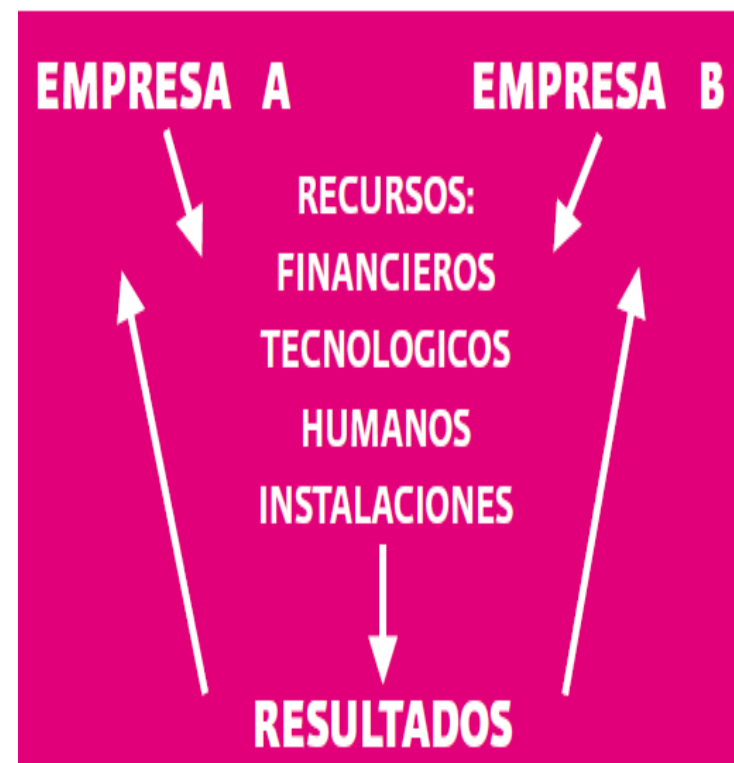 EMPRESA A EMPRESA B
RECURSOS:
FINANCIEROS
TECNOLOGICOS
HUMANOS
INSTALACIONES
RESULTADOS